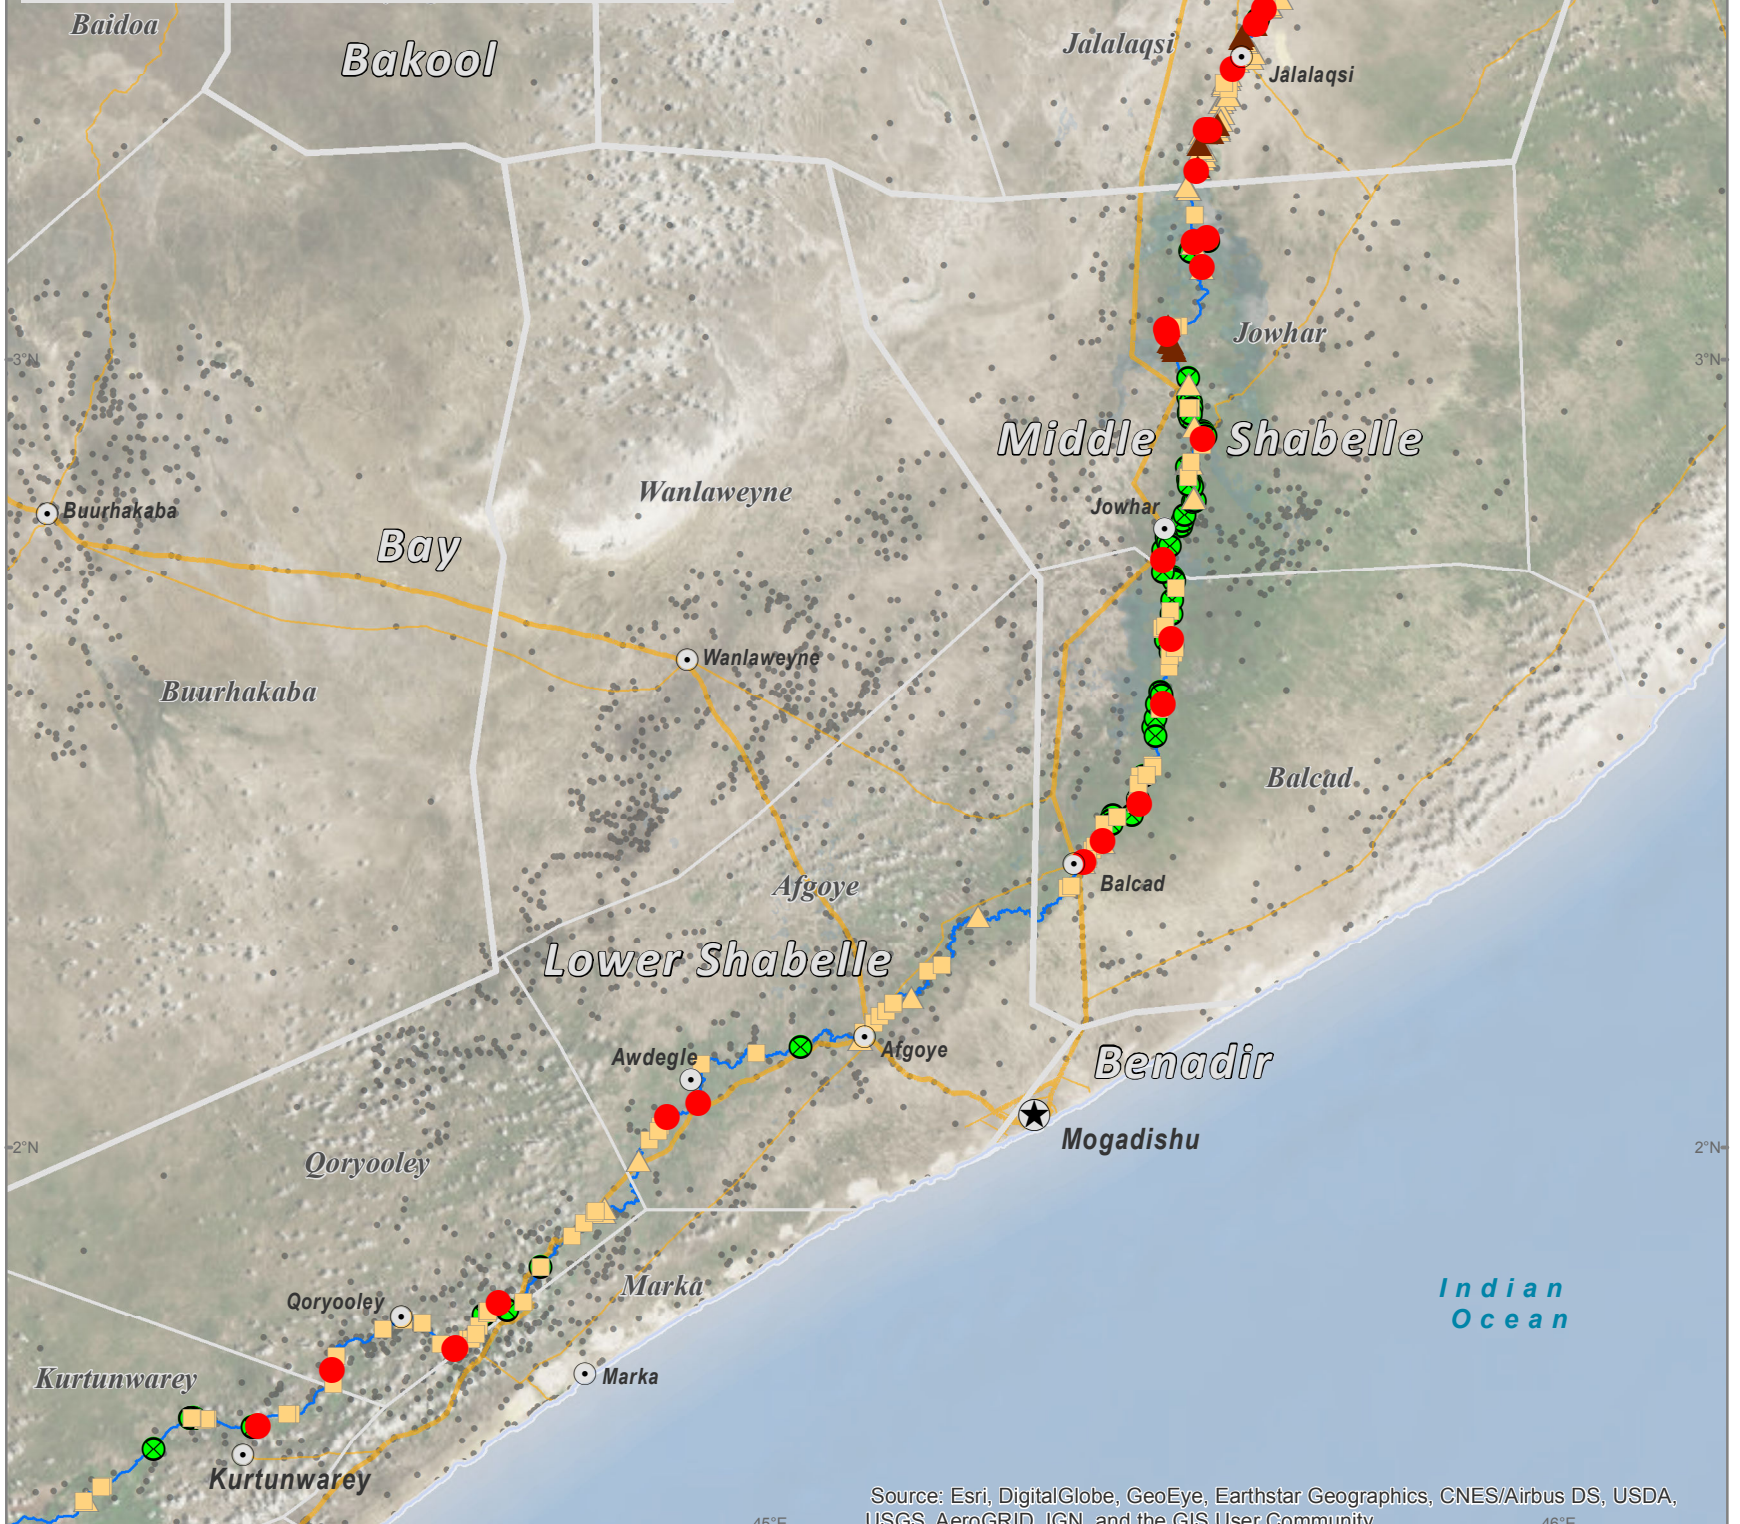 Baidoa
Bakool
Jalalaqsi
Jalalaqsi
3°N
3°N
Jowhar
Middle Shabelle
Wanlaweyne
Jowhar
Buurhakaba
Bay
Wanlaweyne
Buurhakaba
Balcad
Afgoye
Balcad
Lower Shabelle
Awdegle
Afgoye
Benadir
Mogadishu
2°N
2°N
Qoryooley
Marka
Indian
Ocean
Qoryooley
Kurtunwarey
Marka
Kurtunwarey
Source: Esri, DigitalGlobe, GeoEye, Earthstar Geographics, CNES/Airbus DS, USDA,
USGS, AeroGRID, IGN, and the GIS User Community
45°E
46°E